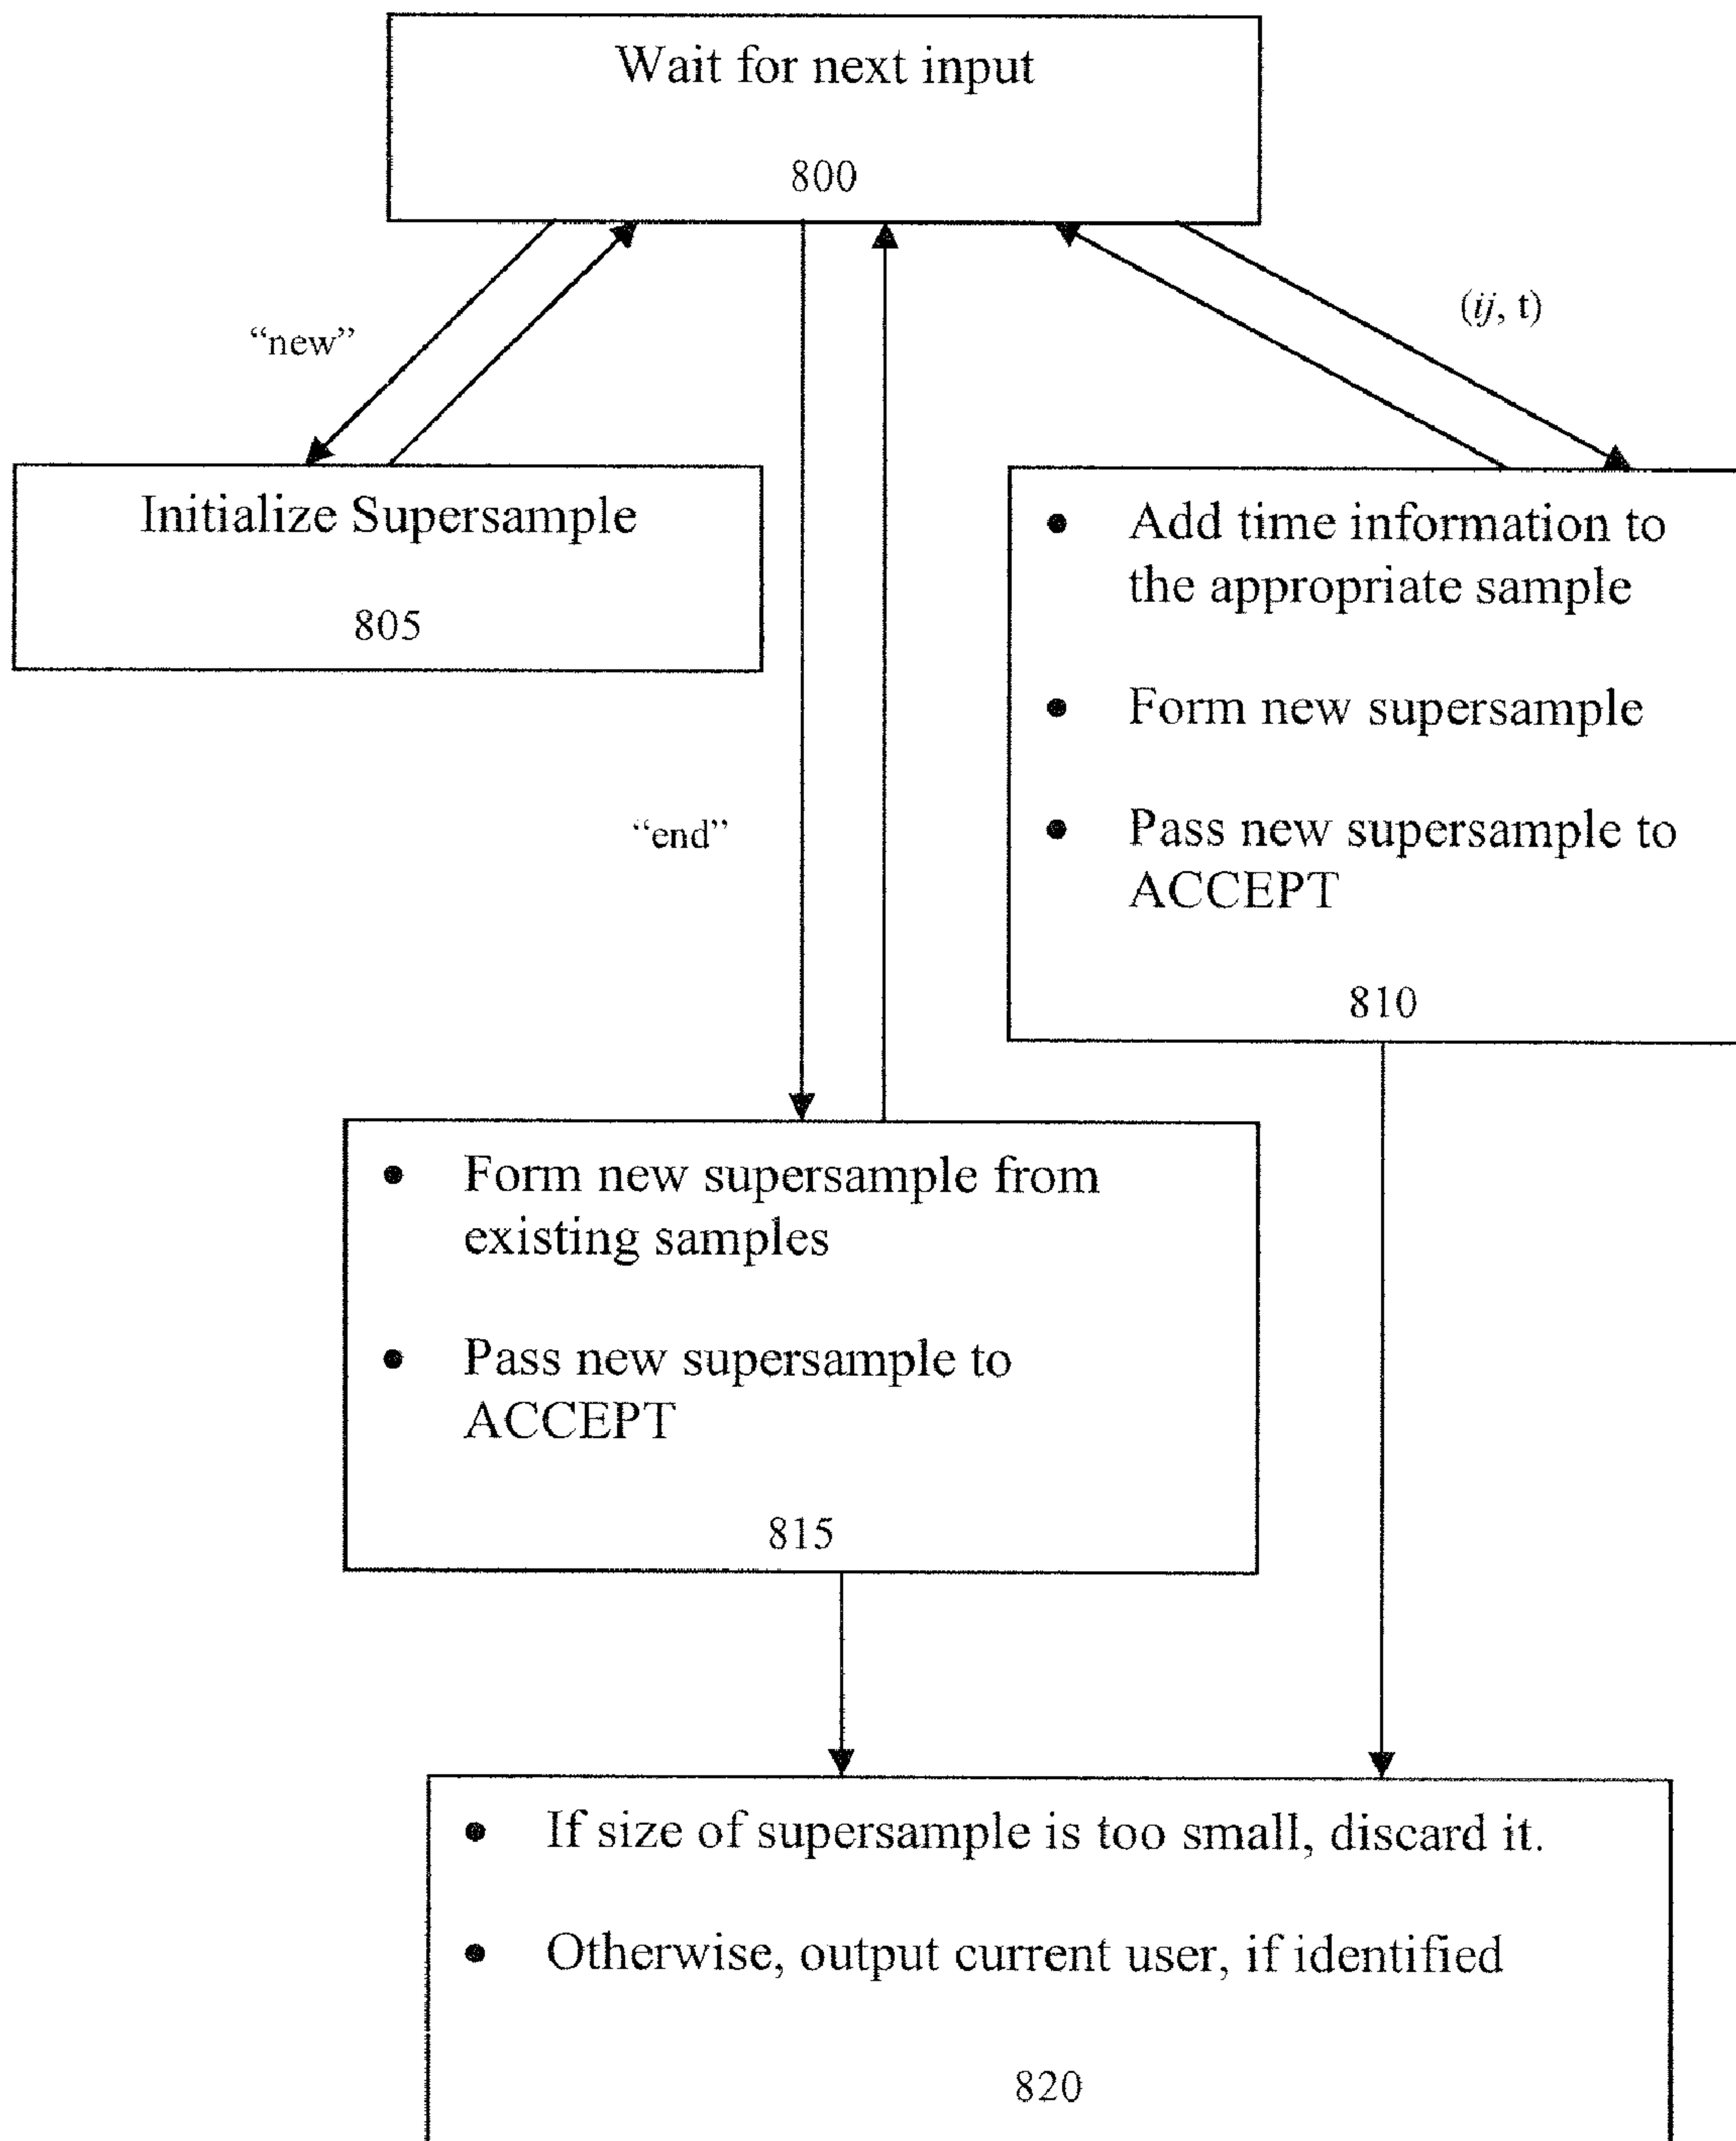 Wait for next input
800
“new”
(ij, t)
Initialize Supersample
805
• Add time information to
the appropriate sample
• Form new supersample
• Pass new supersample to
ACCEPT
810
“end”
• Form new supersample from
existing samples
• Pass new supersample to
ACCEPT
815
• If size of supersample is too small, discard it.
• Otherwise, output current user, if identified
820